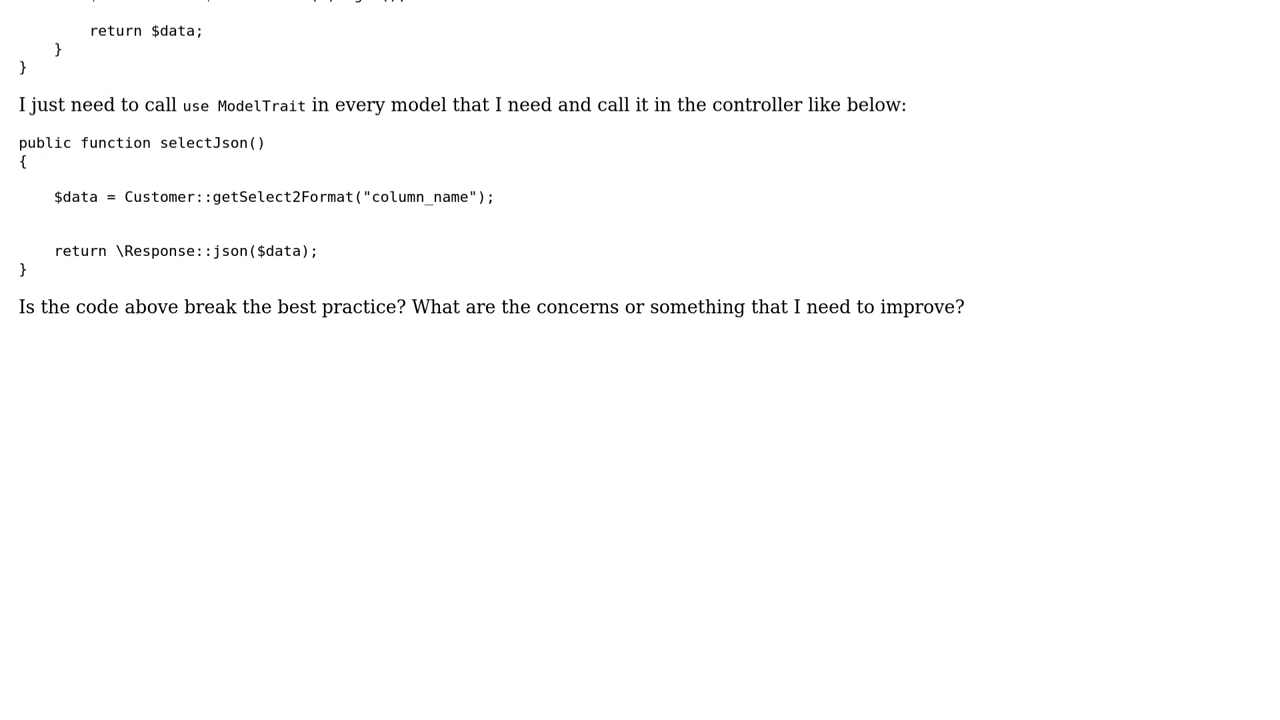 return $data;
}
}
I just need to call use ModelTrait in every model that I need and call it in the controller like below:
public function selectJson()
{
$data = Customer::getSelect2Format("column_name");
return \Response::json($data);
}
Is the code above break the best practice? What are the concerns or something that I need to improve?